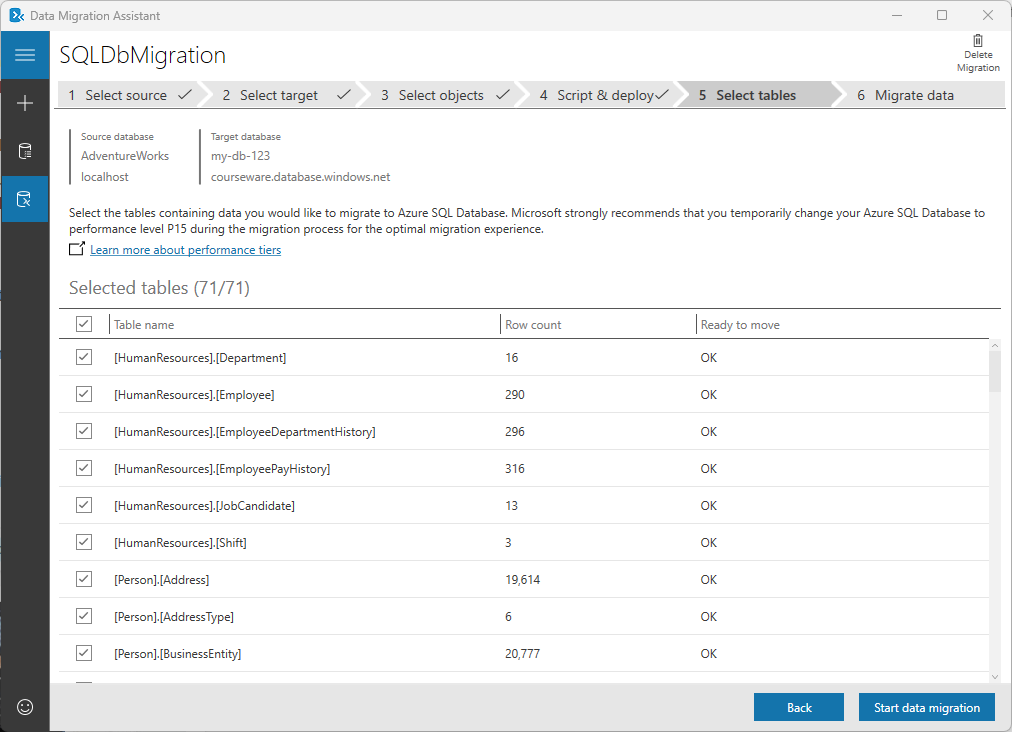 Data Migration Assistant
SQLDbMigration
Delete
Migration
1 Select source
2 Select target
3 Select objects
4 Script & deploy
5 Select tables
6 Migrate data
Source database
AdventureWorks
localhost
Target database
my-db-123
courseware.database.windows.net
Select the tables containing data you would like to migrate to Azure SQL Database. Microsoft strongly recommends that you temporarily change your Azure SQL Database to
performance level P15 during the migration process for the optimal migration experience.
Learn more about performance tiers
Selected tables (71/71)
Table name Row count Ready to move
[HumanResources].[Department] 16 OK
[HumanResources].[Employee] 290 OK
[HumanResources].[EmployeeDepartmentHistory] 296 OK
[HumanResources].[EmployeePayHistory] 316 OK
[HumanResources].[JobCandidate] 13 OK
[HumanResources].[Shift] 3 OK
[Person].[Address] 19,614 OK
[Person].[AddressType] 6 OK
[Person].[BusinessEntity] 20,777 OK
Back
Start data migration